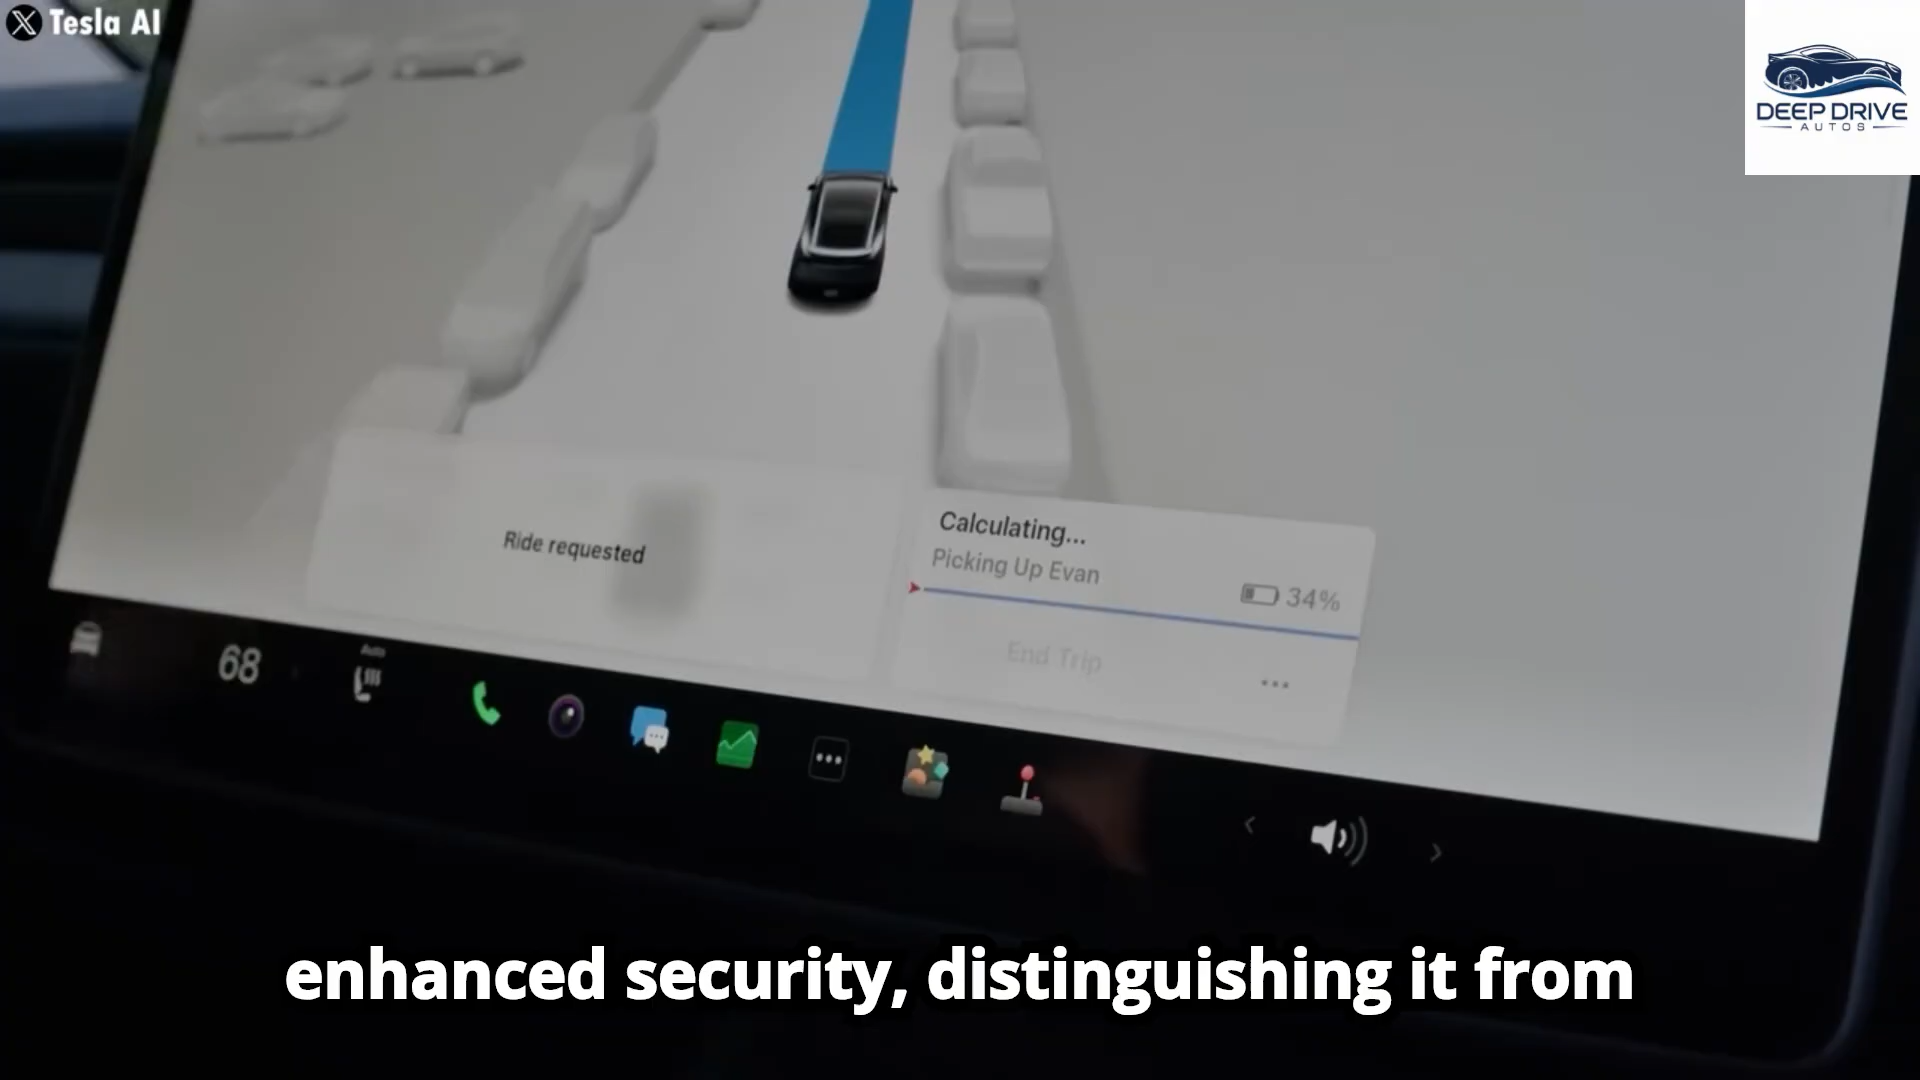 Tesla AI
DEEP DRIVE
AUTOS
Ride requested
Calculating...
Picking Up Evan
34%
End Trip
68
Auto
enhanced security, distinguishing it from